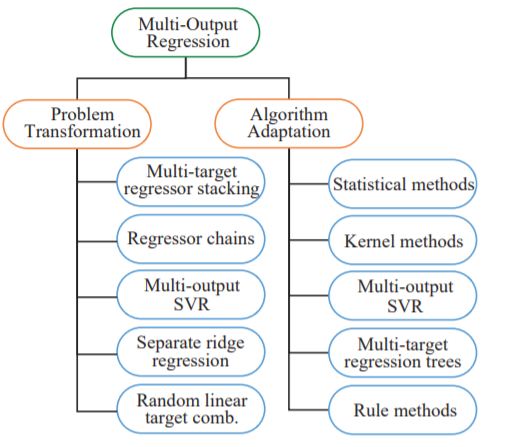 Multi-Output
Regression
Problem
Transformation
Algorithm
Adaptation
Multi-target
regressor stacking
Regressor chains
Multi-output
SVR
Separate ridge
regression
Random linear
target comb.
Statistical methods
Kernel methods
Multi-output
SVR
Multi-target
regression trees
Rule methods